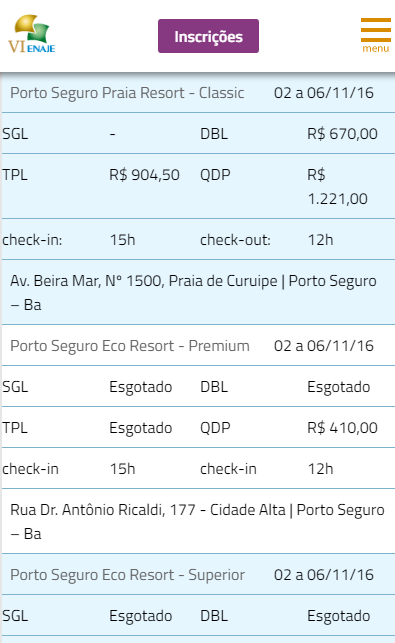 VI ENAJE
Inscrições
menu
Porto Seguro Praia Resort - Classic 02 a 06/11/16
SGL - DBL R$ 670,00
TPL R$ 904,50 QDP R$
1.221,00
check-in: 15h check-out: 12h
Av. Beira Mar, Nº 1500, Praia de Curuipe | Porto Seguro
– Ba
Porto Seguro Eco Resort - Premium 02 a 06/11/16
SGL Esgotado DBL Esgotado
TPL Esgotado QDP R$ 410,00
check-in 15h check-in 12h
Rua Dr. Antônio Ricaldi, 177 - Cidade Alta | Porto Seguro
– Ba
Porto Seguro Eco Resort - Superior 02 a 06/11/16
SGL Esgotado DBL Esgotado